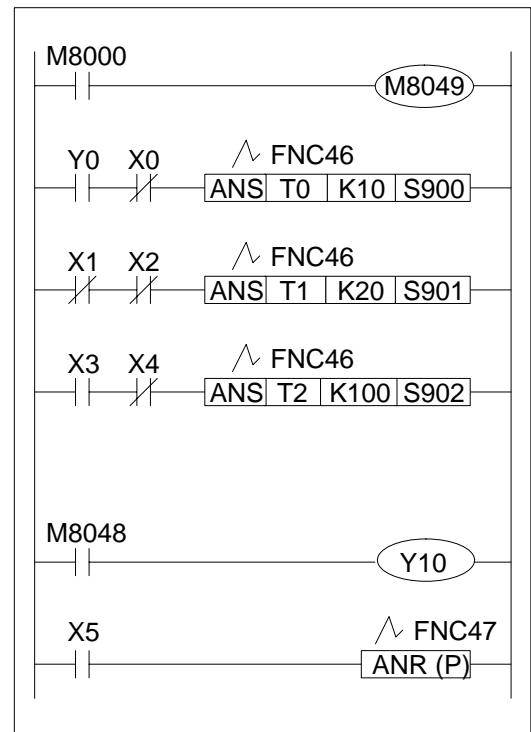 M8000
M8049
Y0 X0 FNC46
ANS T0 K10 S900
X1 X2 FNC46
ANS T1 K20 S901
X3 X4 FNC46
ANS T2 K100 S902
M8048
Y10
X5 FNC47
ANR (P)